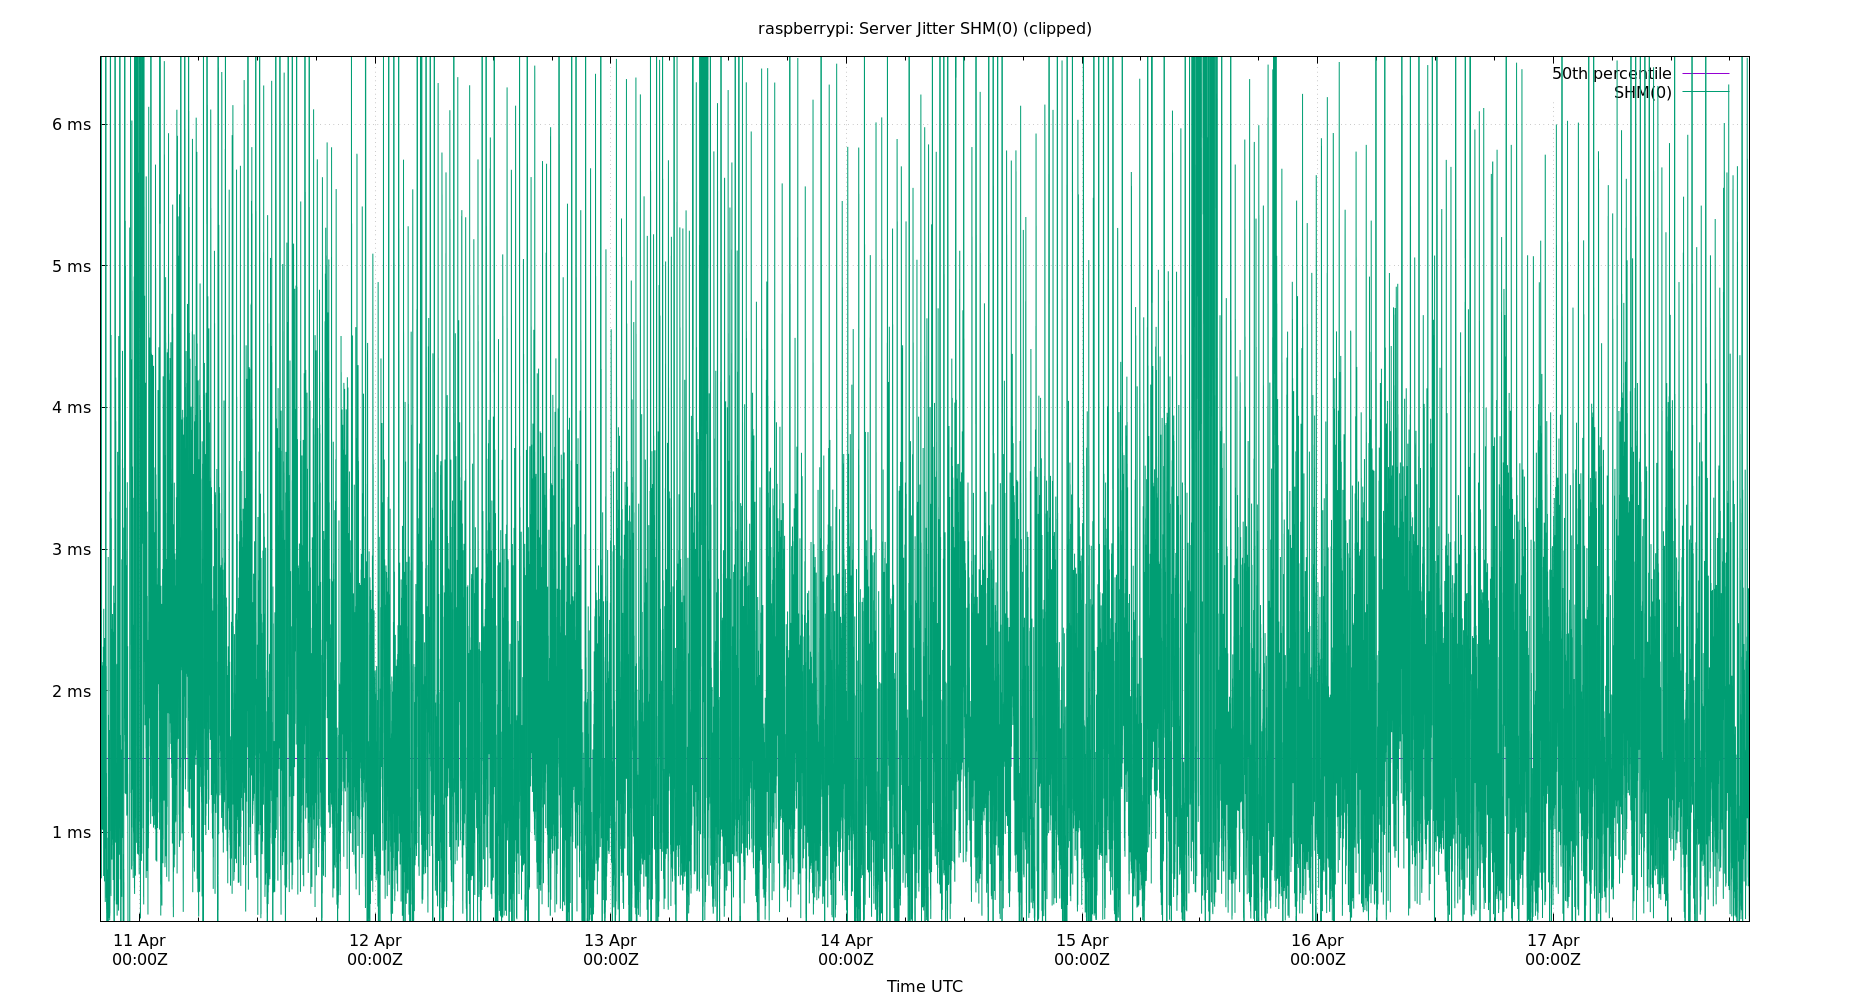 raspberrypi: Server Jitter SHM(0) (clipped)
50th percentile
SHM(0)
6 ms
5 ms
4 ms
3 ms
2 ms
1 ms
11 Apr
00:00Z
12 Apr
00:00Z
13 Apr
00:00Z
14 Apr
00:00Z
15 Apr
00:00Z
16 Apr
00:00Z
17 Apr
00:00Z
Time UTC